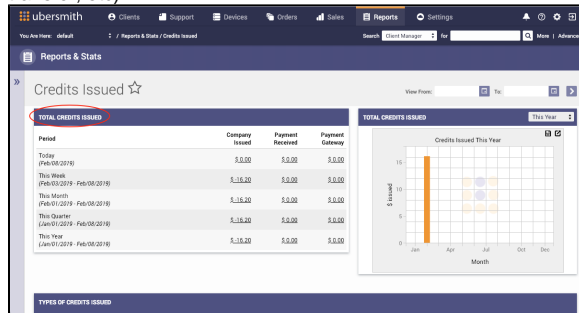 ubersmith Clients Support Devices Orders Sales Reports Settings
You Are Here: default / Reports & Stats / Credits Issued Search Client Manager for More | Advance
Reports & Stats
» Credits Issued View From: To:
TOTAL CREDITS ISSUED
Period Company Issued Payment Received Payment Gateway
Today $ 0.00 $ 0.00 $ 0.00
(Feb/08/2019)
This Week $ -16.20 $ 0.00 $ 0.00
(Feb/03/2019 - Feb/08/2019)
This Month $ -16.20 $ 0.00 $ 0.00
(Feb/01/2019 - Feb/08/2019)
This Quarter $ -16.20 $ 0.00 $ 0.00
(Jan/01/2019 - Feb/08/2019)
This Year $ -16.20 $ 0.00 $ 0.00
(Jan/01/2019 - Feb/08/2019)
TOTAL CREDITS ISSUED This Year
Credits Issued This Year
$ issued
15
10
5
0
Jan Apr Jul Oct Dec
Month
TYPES OF CREDITS ISSUED